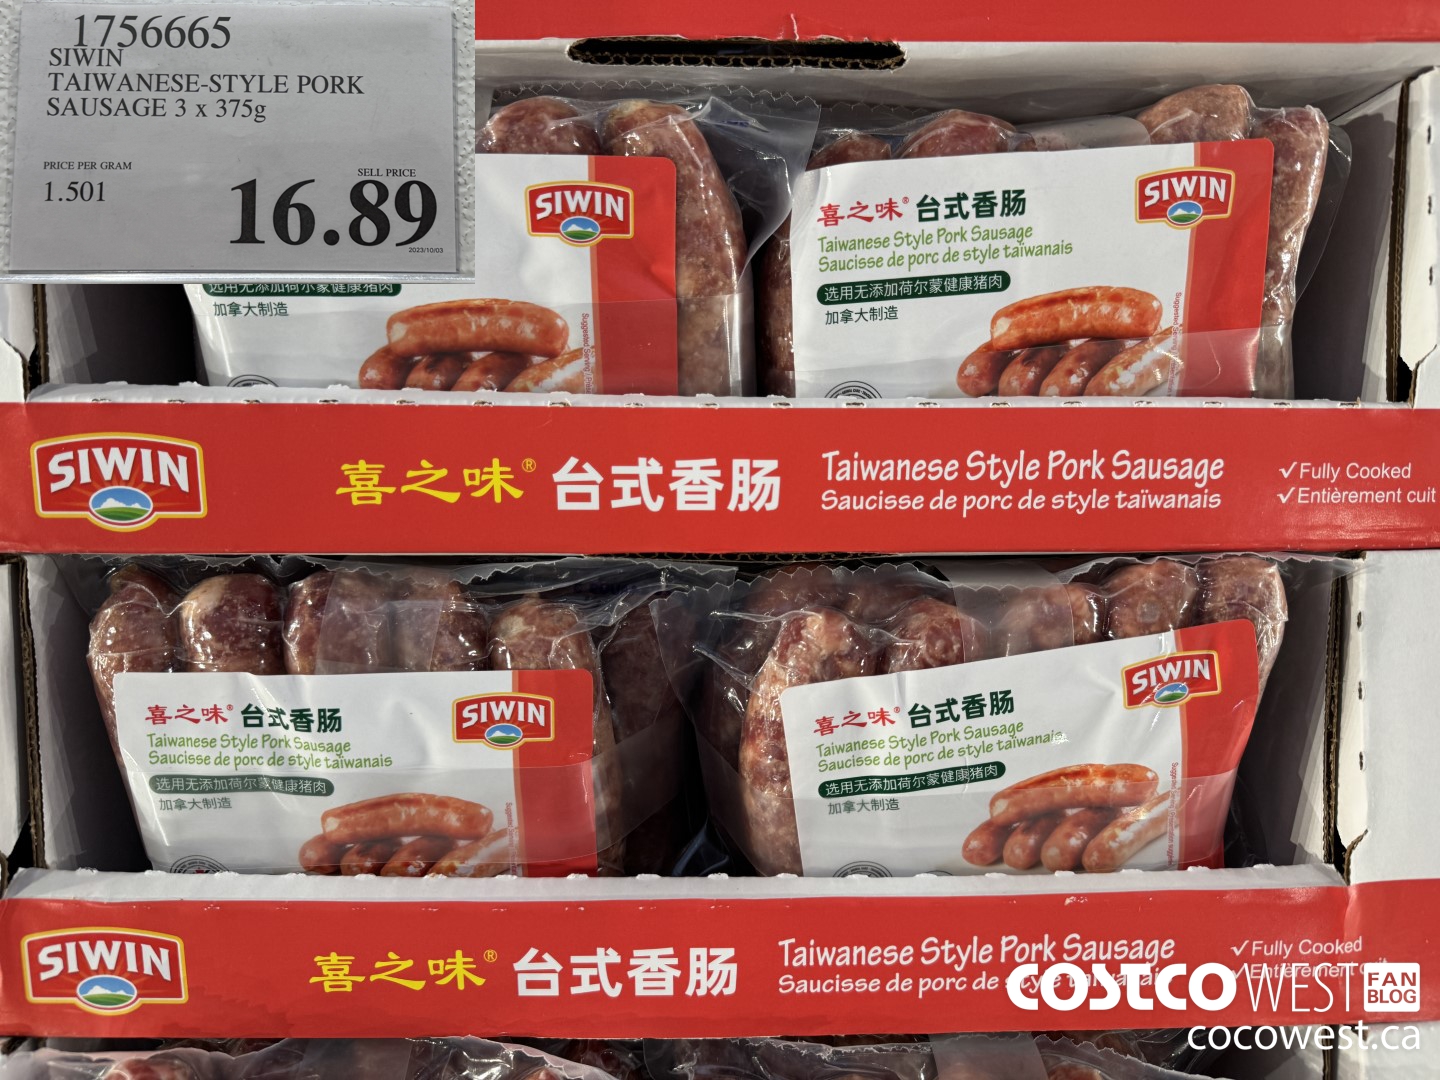 1756665
SIWIN
TAIWANESE-STYLE PORK
SAUSAGE 3 x 375g
PRICE PER GRAM
1.501
SELL PRICE
16.89
2023/10/03
SIWIN
选用无添加荷尔蒙健康猪肉
加拿大制造
SIWIN
喜之味® 台式香肠
Taiwanese Style Pork Sausage
Saucisse de porc de style taïwanais
选用无添加荷尔蒙健康猪肉
加拿大制造
SIWIN
喜之味® 台式香肠
Taiwanese Style Pork Sausage
Saucisse de porc de style taïwanais
✓Fully Cooked
✓Entièrement cuit
SIWIN
喜之味® 台式香肠
Taiwanese Style Pork Sausage
Saucisse de porc de style taïwanais
选用无添加荷尔蒙健康猪肉
加拿大制造
SIWIN
喜之味® 台式香肠
Taiwanese Style Pork Sausage
Saucisse de porc de style taïwanais
选用无添加荷尔蒙健康猪肉
加拿大制造
SIWIN
喜之味® 台式香肠
Taiwanese Style Pork Sausage
Saucisse de porc de style taïwanais
✓Fully Cooked
✓Entièrement cuit
COSTCO WEST FAN BLOG
cocowest.ca